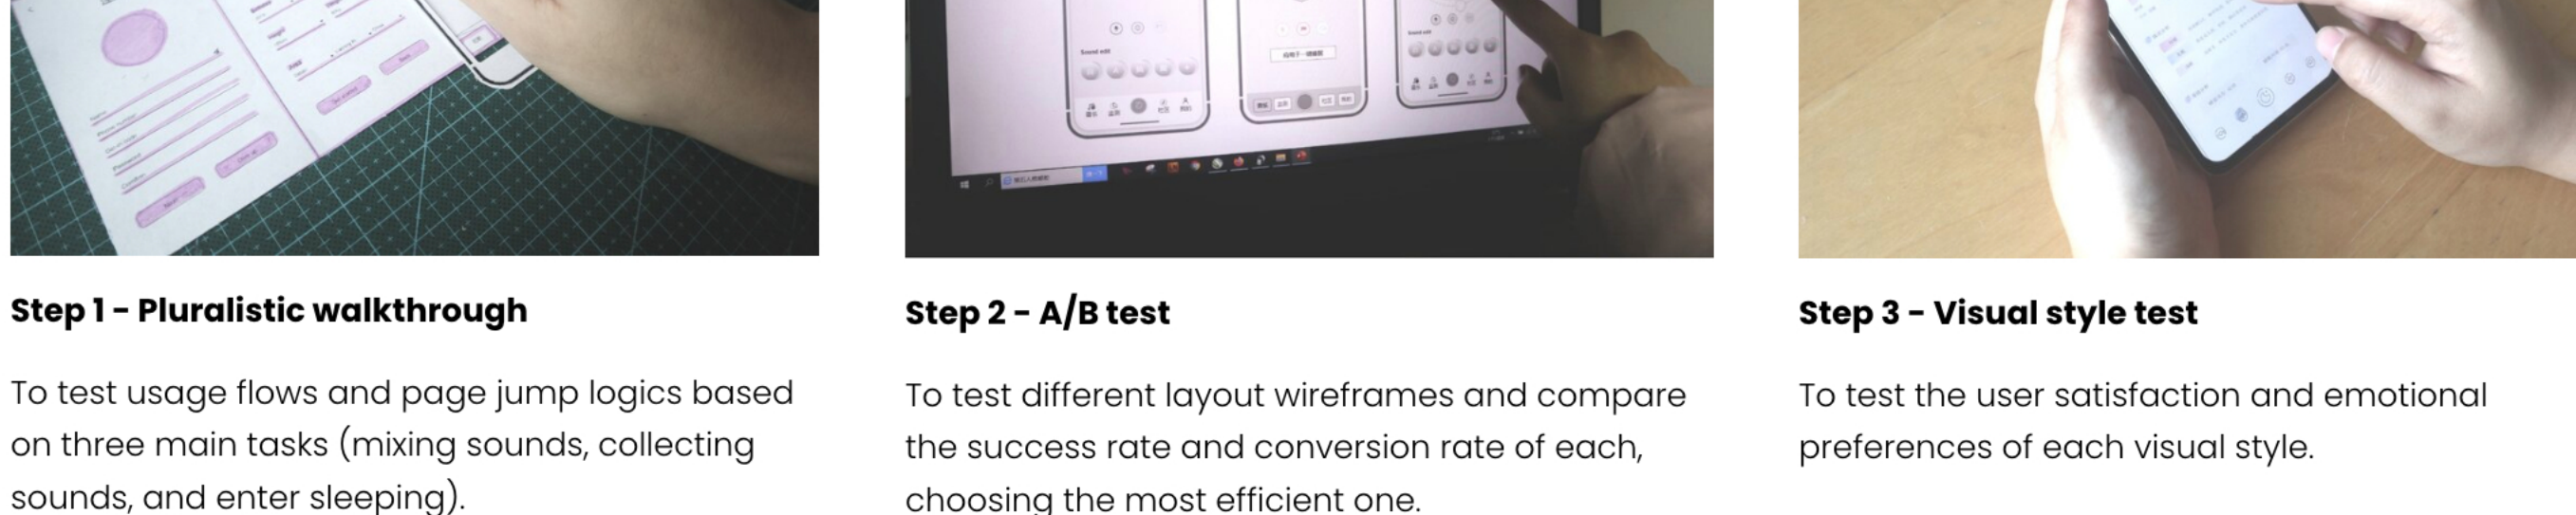 Sound edit
Step 1 - Pluralistic walkthrough
To test usage flows and page jump logics based
on three main tasks (mixing sounds, collecting
sounds, and enter sleeping).
Step 2 - A/B test
To test different layout wireframes and compare
the success rate and conversion rate of each,
choosing the most efficient one.
Step 3 - Visual style test
To test the user satisfaction and emotional
preferences of each visual style.